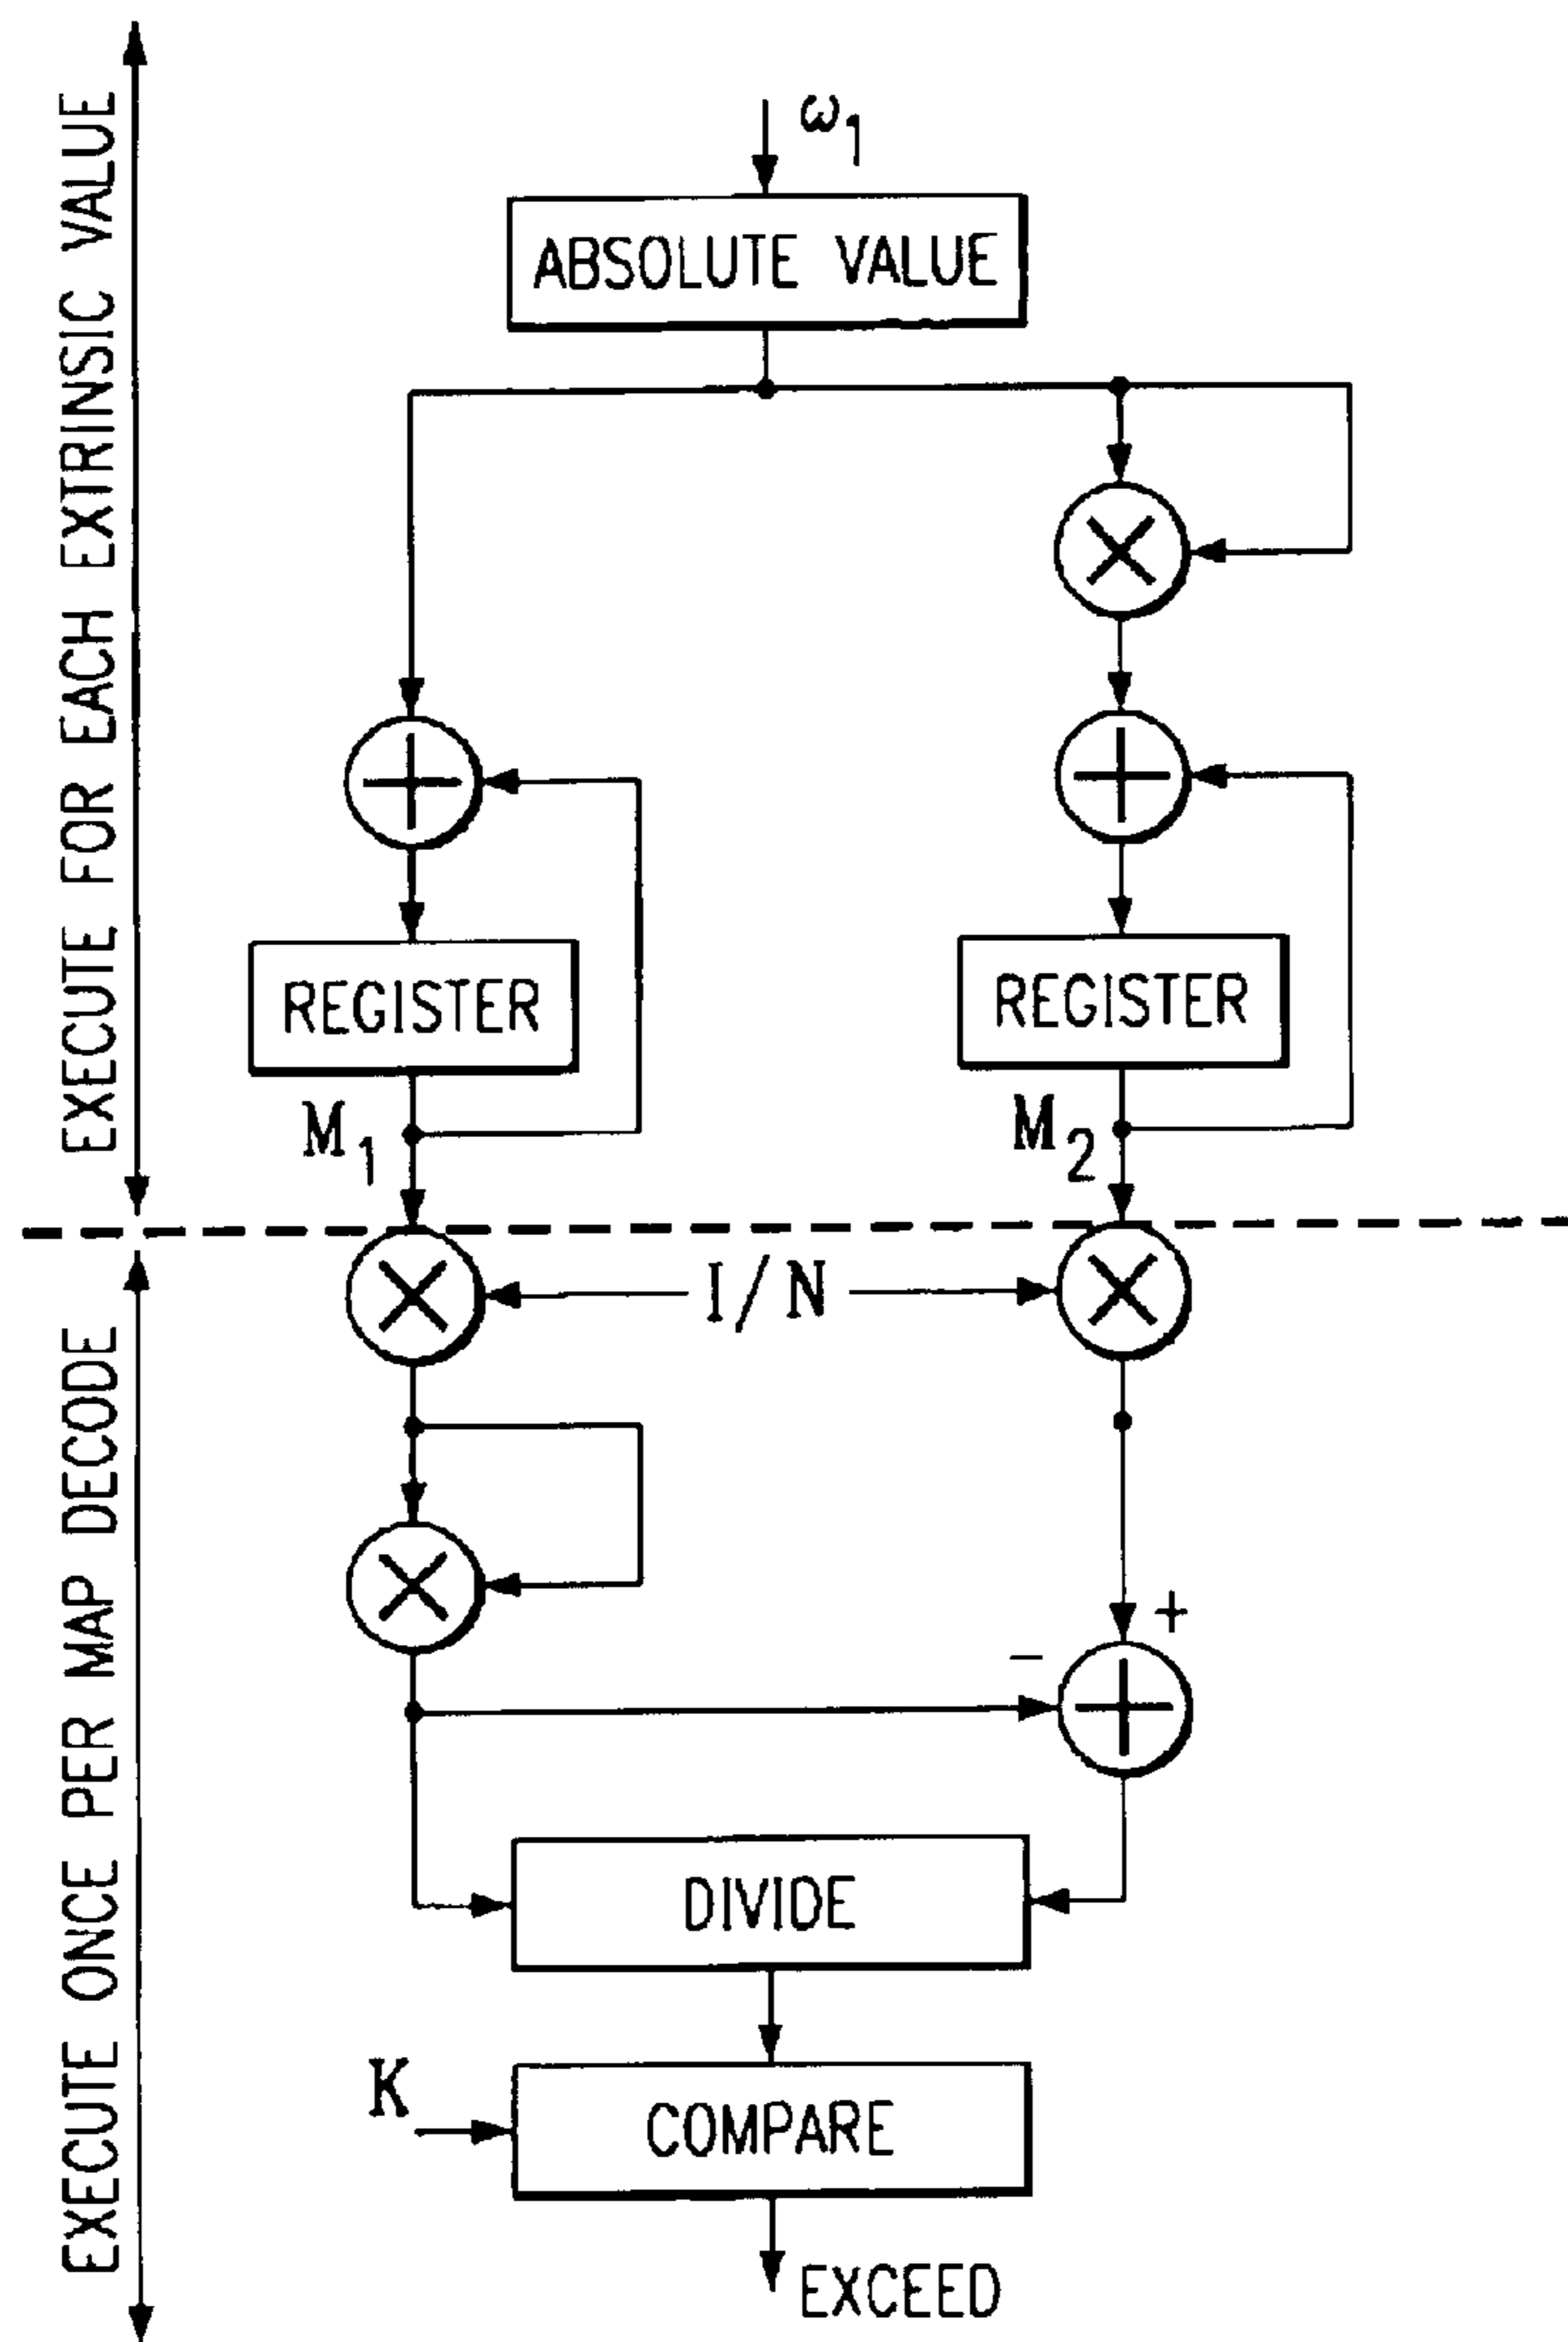 EXECUTE FOR EACH EXTRINSIC VALUE
ω1
ABSOLUTE VALUE
REGISTER
REGISTER
M1
M2
I/N
EXECUTE ONCE PER MAP DECODE
+
−
DIVIDE
K
COMPARE
EXCEED